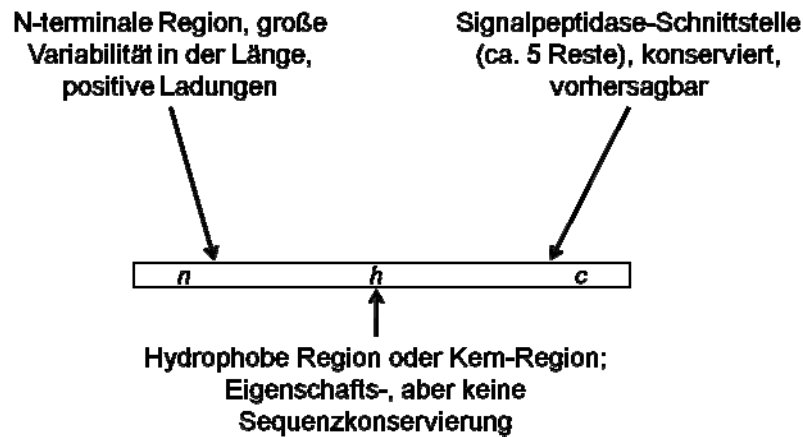 N-terminale Region, große
Variabilität in der Länge,
positive Ladungen
Signalpeptidase-Schnittstelle
(ca. 5 Reste), konserviert,
vorhersagbar
n h c
Hydrophobe Region oder Kern-Region;
Eigenschafts-, aber keine
Sequenzkonservierung